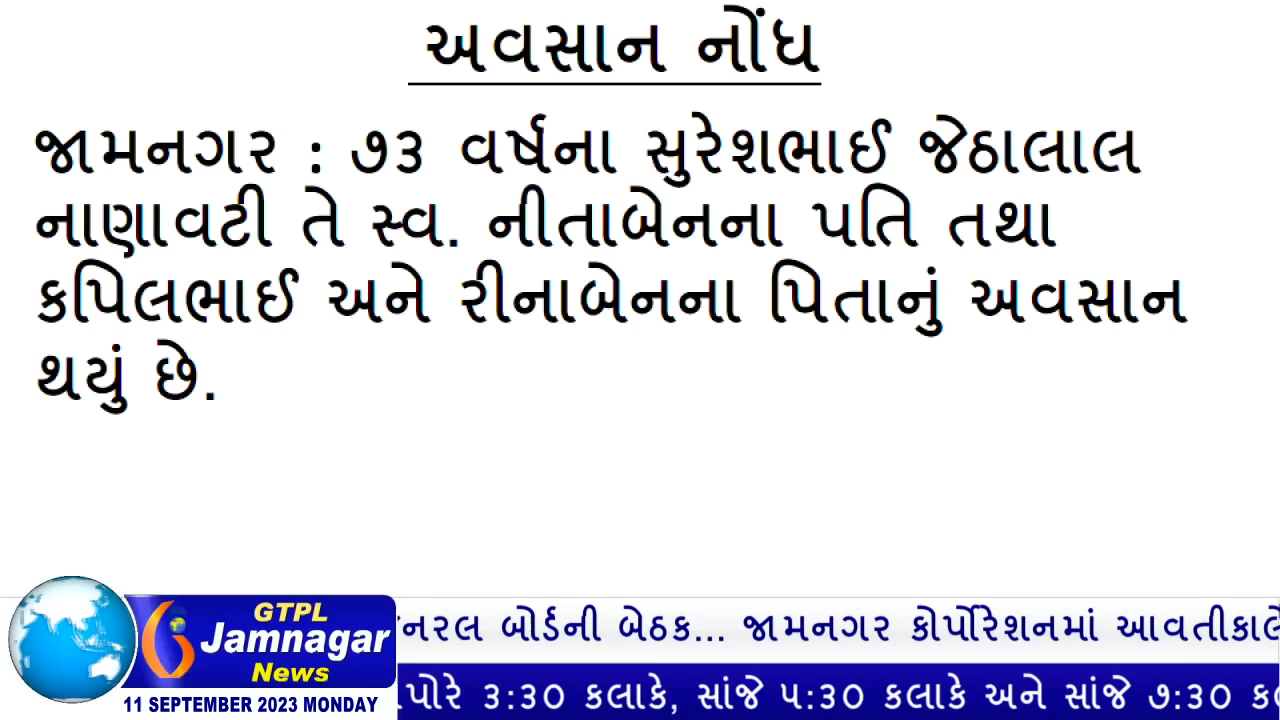 અવસાન નોંધ
જામનગર : ૭૩ વર્ષના સુરેશભાઈ જેઠાલાલ
નાણાવટી તે સ્વ. નીતાબેનના પતિ તથા
કપિલભાઈ અને રીનાબેનના પિતાનું અવસાન
થયું છે.
GTPL
Jamnagar
News
11 SEPTEMBER 2023 MONDAY
બોર્ડની બેઠક... જામનગર કોર્પોરેશનમાં
૩:૩૦ કલાકે, સાંજે ૫:૩૦ કલાકે અને સાંજે ૭:૩૦